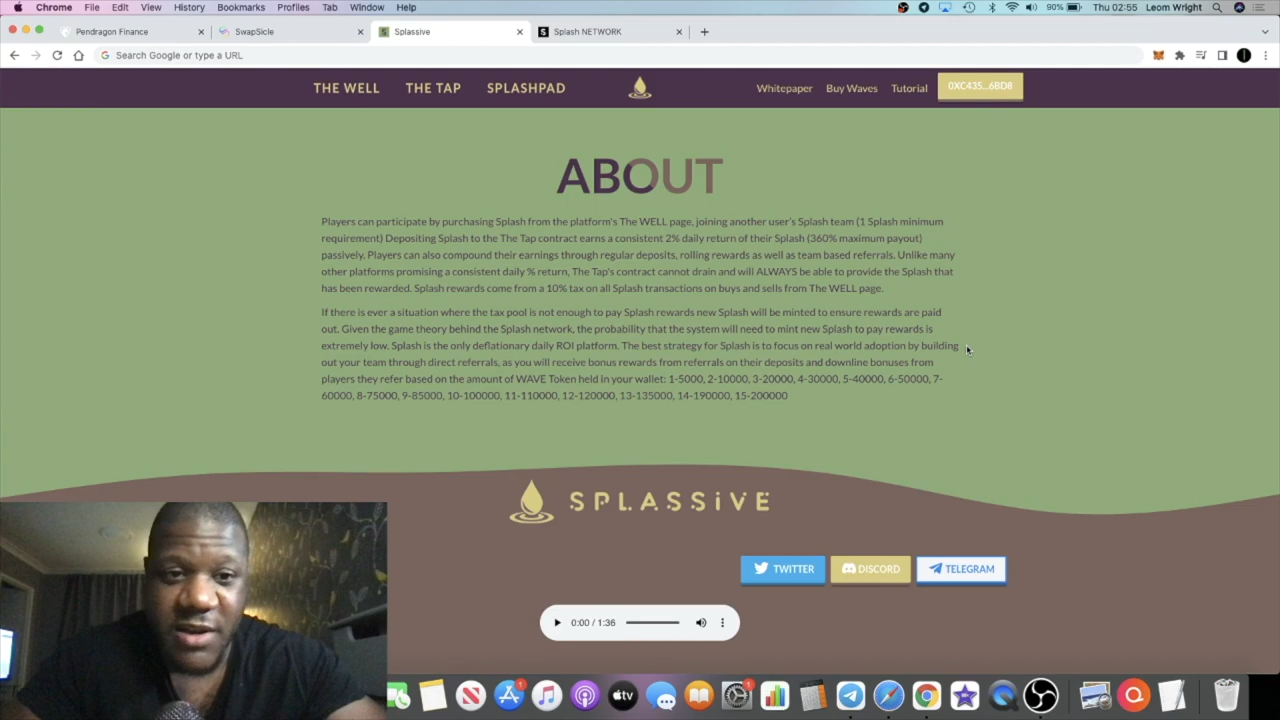 Chrome File Edit View History Bookmarks Profiles Tab Window Help 90% Thu 02:55 Leom Wright
Pendragon Finance SwapSicle Splassive Splash NETWORK
Search Google or type a URL
THE WELL THE TAP SPLASHPAD Whitepaper Buy Waves Tutorial 0XC435...6BD8
ABOUT
Players can participate by purchasing Splash from the platform's The WELL page, joining another user's Splash team (1 Splash minimum
requirement) Depositing Splash to the The Tap contract earns a consistent 2% daily return of their Splash (360% maximum payout)
passively. Players can also compound their earnings through regular deposits, rolling rewards as well as team based referrals. Unlike many
other platforms promising a consistent daily % return, The Tap's contract cannot drain and will ALWAYS be able to provide the Splash that
has been rewarded. Splash rewards come from a 10% tax on all Splash transactions on buys and sells from The WELL page.
If there is ever a situation where the tax pool is not enough to pay Splash rewards new Splash will be minted to ensure rewards are paid
out. Given the game theory behind the Splash network, the probability that the system will need to mint new Splash to pay rewards is
extremely low. Splash is the only deflationary daily ROI platform. The best strategy for Splash is to focus on real world adoption by building
out your team through direct referrals, as you will receive bonus rewards from referrals on their deposits and downline bonuses from
players they refer based on the amount of WAVE Token held in your wallet: 1-5000, 2-10000, 3-20000, 4-30000, 5-40000, 6-50000, 7-
60000, 8-75000, 9-85000, 10-100000, 11-110000, 12-120000, 13-135000, 14-190000, 15-200000
SPLASSiVE
TWITTER DISCORD TELEGRAM
0:00 / 1:36
tv